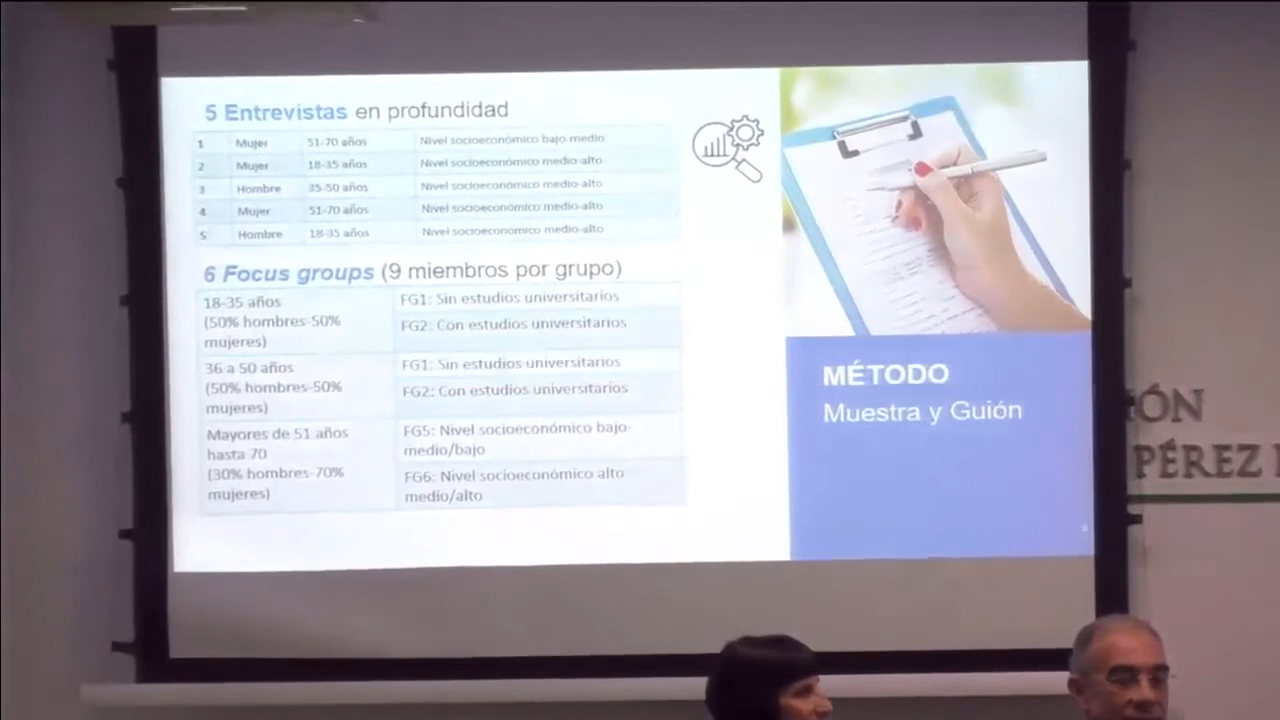 5 Entrevistas en profundidad
1 Mujer 51-70 años Nivel socioeconómico bajo-medio
2 Mujer 18-35 años Nivel socioeconómico medio-alto
3 Hombre 35-50 años Nivel socioeconómico medio-alto
4 Mujer 51-70 años Nivel socioeconómico medio-alto
5 Hombre 18-35 años Nivel socioeconomico medio-alto
6 Focus groups (9 miembros por grupo)
18-35 años
(50% hombres-50%
mujeres)
FG1: Sin estudios universitarios
FG2: Con estudios universitarios
36 a 50 años
(50% hombres-50%
mujeres)
FG1: Sin estudios universitarios
FG2: Con estudios universitarios
Mayores de 51 años
hasta 70
(30% hombres-70%
mujeres)
FG5: Nivel socioeconómico bajo-
medio/bajo
FG6: Nivel socioeconómico alto
medio/alto
MÉTODO
Muestra y Guión
IÓN
PÉREZ